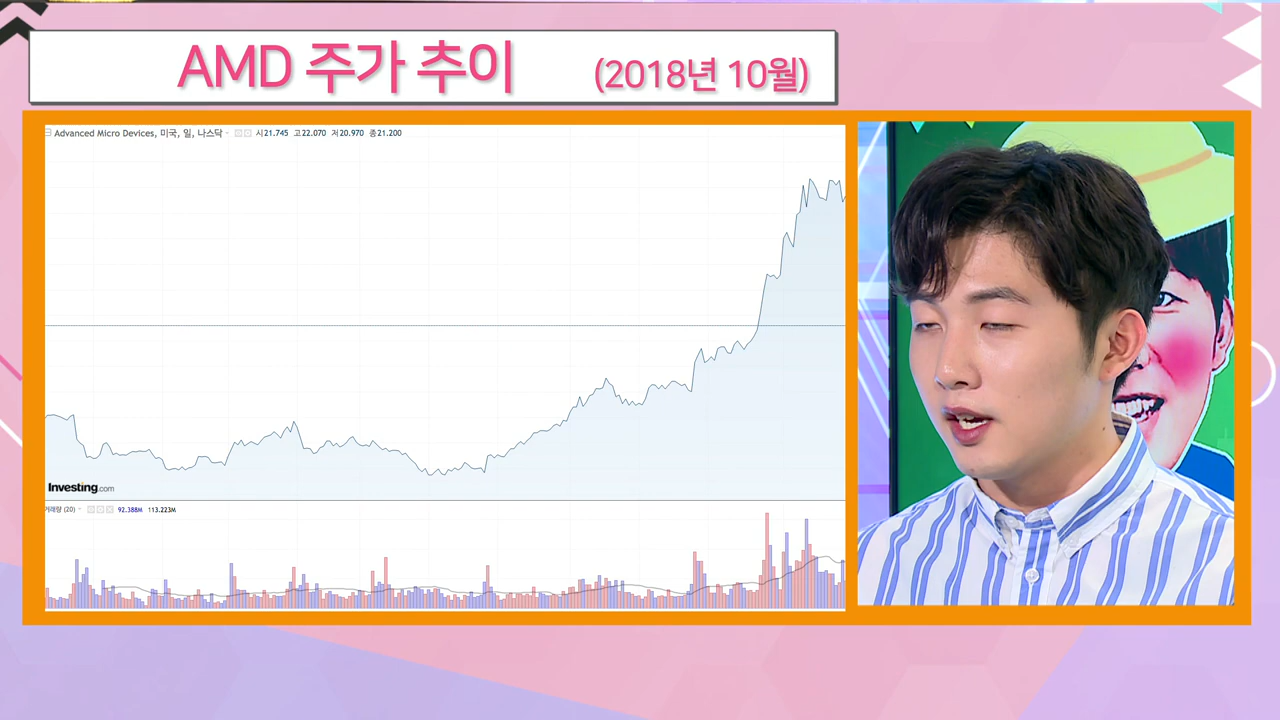 AMD 주가 추이 (2018년 10월)
Advanced Micro Devices, 미국, 일, 나스닥 시21.745 고22.070 저20.970 종21.200
Investing.com
거래량 (20) 92.388M 113.223M